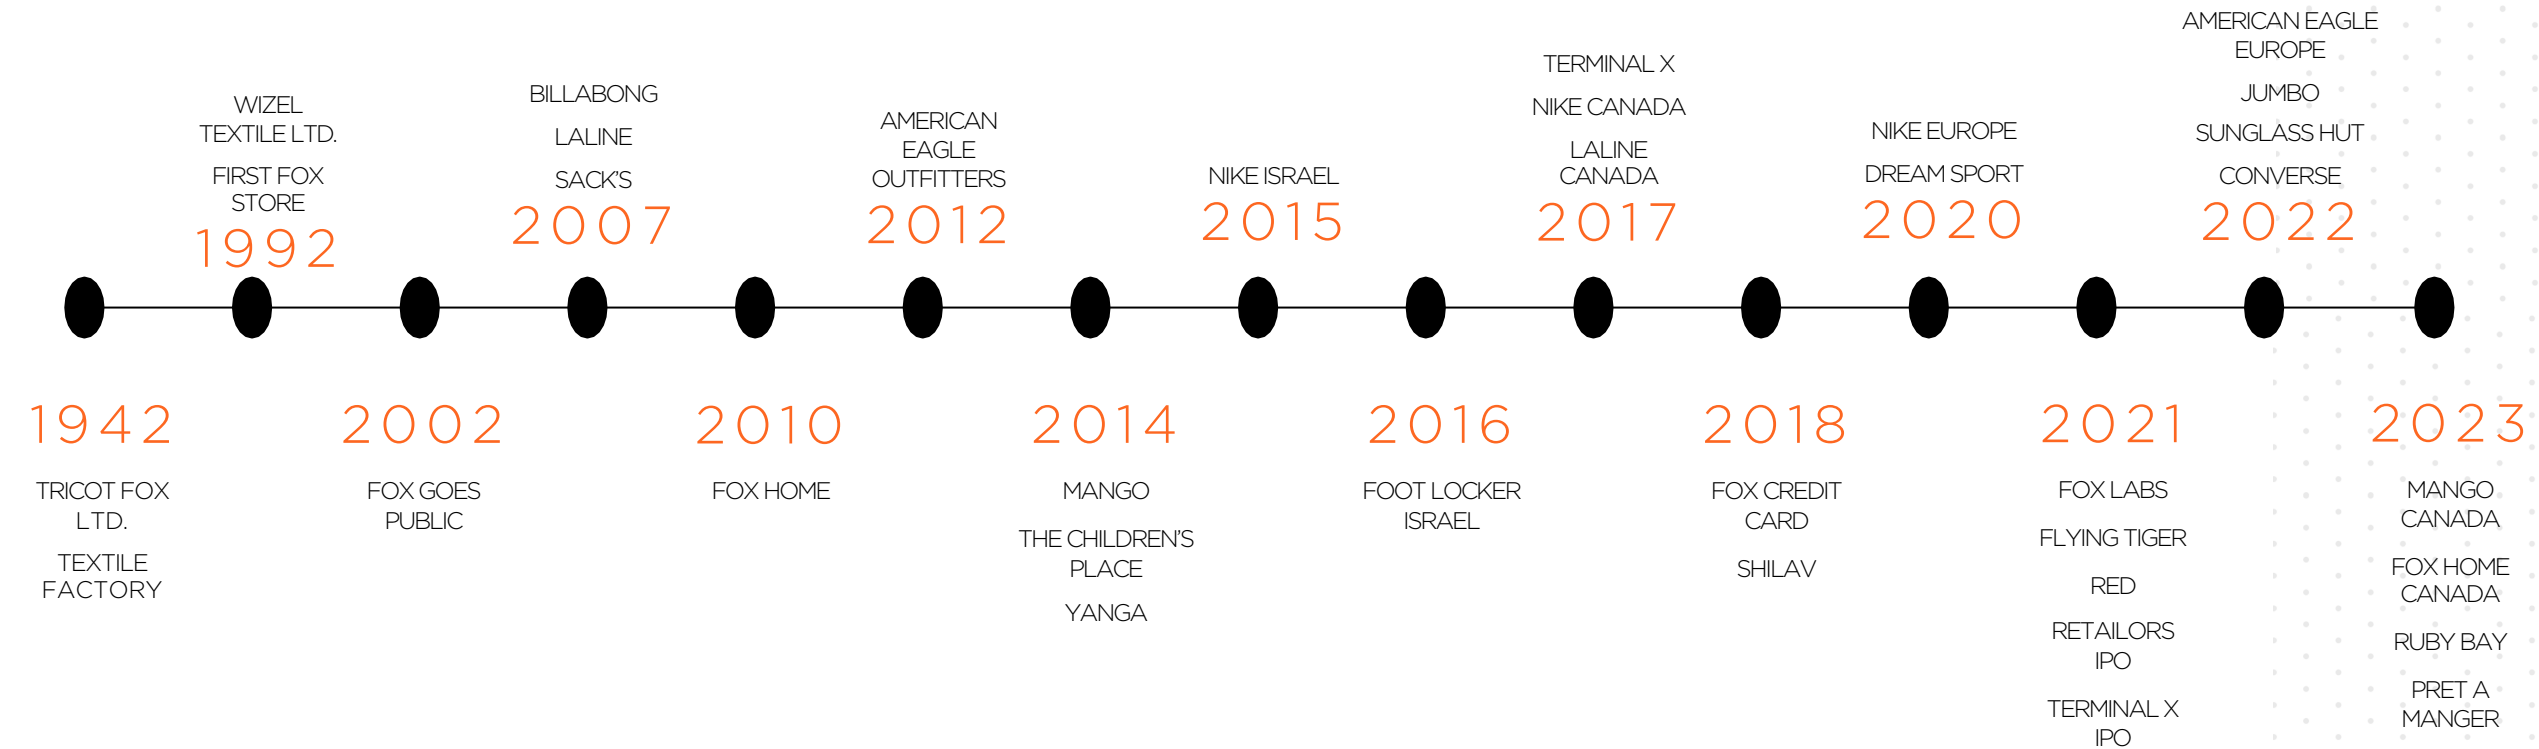 WIZEL
TEXTILE LTD.
FIRST FOX
STORE
1992
BILLABONG
LALINE
SACK'S
2007
AMERICAN
EAGLE
OUTFITTERS
2012
NIKE ISRAEL
2015
TERMINAL X
NIKE CANADA
LALINE
CANADA
2017
NIKE EUROPE
DREAM SPORT
2020
AMERICAN EAGLE
EUROPE
JUMBO
SUNGLASS HUT
CONVERSE
2022
1942
TRICOT FOX
LTD.
TEXTILE
FACTORY
2002
FOX GOES
PUBLIC
2010
FOX HOME
2014
MANGO
THE CHILDREN'S
PLACE
YANGA
2016
FOOT LOCKER
ISRAEL
2018
FOX CREDIT
CARD
SHILAV
2021
FOX LABS
FLYING TIGER
RED
RETAILORS
IPO
TERMINAL X
IPO
2023
MANGO
CANADA
FOX HOME
CANADA
RUBY BAY
PRET A
MANGER